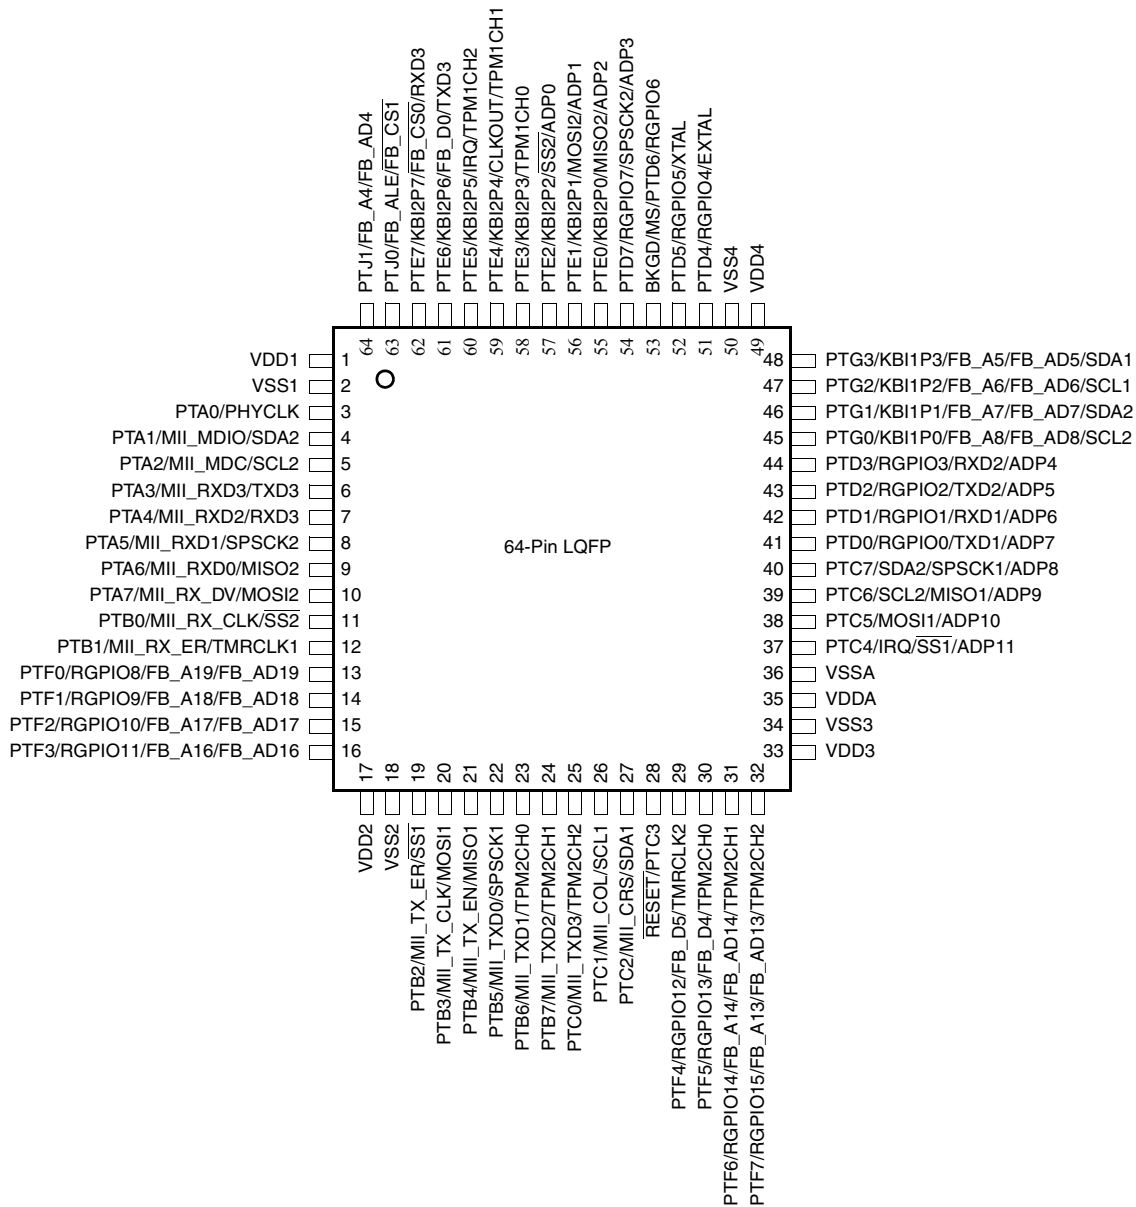 PTJ1/FB_A4/FB_AD4
PTJ0/FB_ALE/FB_CS1
PTE7/KBI2P7/FB_CS0/RXD3
PTE6/KBI2P6/FB_D0/TXD3
PTE5/KBI2P5/IRQ/TPM1CH2
PTE4/KBI2P4/CLKOUT/TPM1CH1
PTE3/KBI2P3/TPM1CH0
PTE2/KBI2P2/SS2/ADP0
PTE1/KBI2P1/MOSI2/ADP1
PTE0/KBI2P0/MISO2/ADP2
PTD7/RGPIO7/SPSCK2/ADP3
BKGD/MS/PTD6/RGPIO6
PTD5/RGPIO5/XTAL
PTD4/RGPIO4/EXTAL
VSS4
VDD4
64
63
62
61
60
59
58
57
56
55
54
53
52
51
50
49
VDD1 1
VSS1 2
PTA0/PHYCLK 3
PTA1/MII_MDIO/SDA2 4
PTA2/MII_MDC/SCL2 5
PTA3/MII_RXD3/TXD3 6
PTA4/MII_RXD2/RXD3 7
PTA5/MII_RXD1/SPSCK2 8
PTA6/MII_RXD0/MISO2 9
PTA7/MII_RX_DV/MOSI2 10
PTB0/MII_RX_CLK/SS2 11
PTB1/MII_RX_ER/TMRCLK1 12
PTF0/RGPIO8/FB_A19/FB_AD19 13
PTF1/RGPIO9/FB_A18/FB_AD18 14
PTF2/RGPIO10/FB_A17/FB_AD17 15
PTF3/RGPIO11/FB_A16/FB_AD16 16
64-Pin LQFP
48 PTG3/KBI1P3/FB_A5/FB_AD5/SDA1
47 PTG2/KBI1P2/FB_A6/FB_AD6/SCL1
46 PTG1/KBI1P1/FB_A7/FB_AD7/SDA2
45 PTG0/KBI1P0/FB_A8/FB_AD8/SCL2
44 PTD3/RGPIO3/RXD2/ADP4
43 PTD2/RGPIO2/TXD2/ADP5
42 PTD1/RGPIO1/RXD1/ADP6
41 PTD0/RGPIO0/TXD1/ADP7
40 PTC7/SDA2/SPSCK1/ADP8
39 PTC6/SCL2/MISO1/ADP9
38 PTC5/MOSI1/ADP10
37 PTC4/IRQ/SS1/ADP11
36 VSSA
35 VDDA
34 VSS3
33 VDD3
17
18
19
20
21
22
23
24
25
26
27
28
29
30
31
32
VDD2
VSS2
PTB2/MII_TX_ER/SS1
PTB3/MII_TX_CLK/MOSI1
PTB4/MII_TX_EN/MISO1
PTB5/MII_TXD0/SPSCK1
PTB6/MII_TXD1/TPM2CH0
PTB7/MII_TXD2/TPM2CH1
PTC0/MII_TXD3/TPM2CH2
PTC1/MII_COL/SCL1
PTC2/MII_CRS/SDA1
RESET/PTC3
PTF4/RGPIO12/FB_D5/TMRCLK2
PTF5/RGPIO13/FB_D4/TPM2CH0
PTF6/RGPIO14/FB_A14/FB_AD14/TPM2CH1
PTF7/RGPIO15/FB_A13/FB_AD13/TPM2CH2